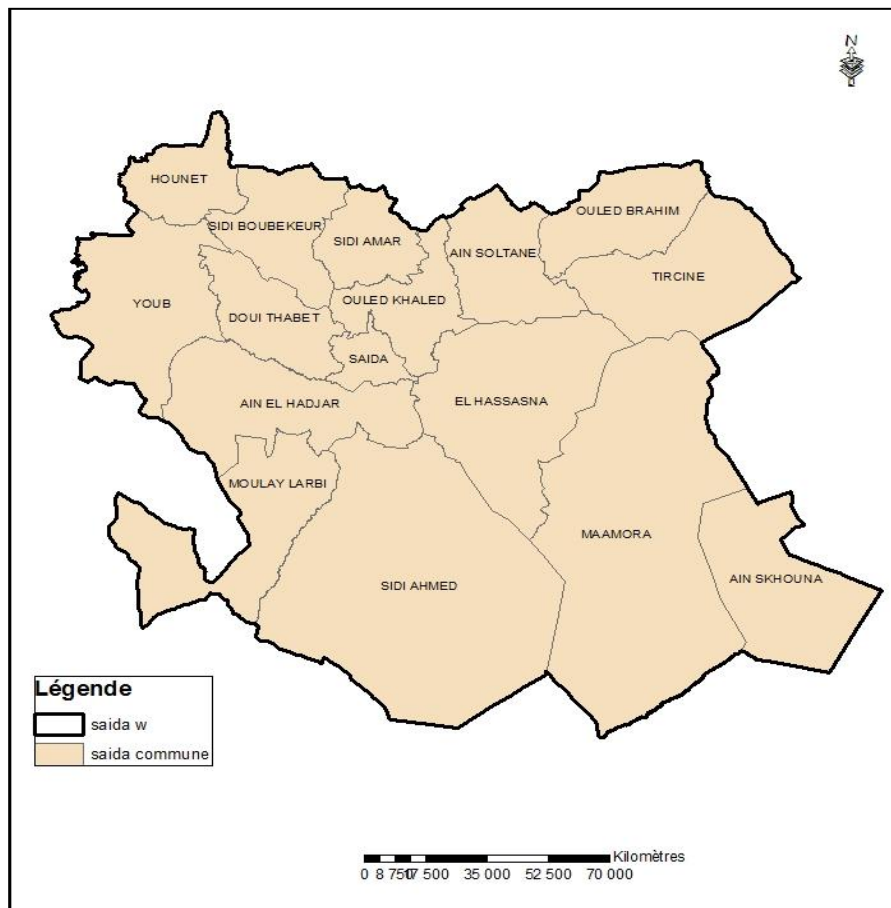 N
HOUNET
OULED BRAHIM
SIDI BOUBEKEUR
SIDI AMAR
AIN SOLTANE
TIRCINE
YOUB
OULED KHALED
DOUI THABET
SAIDA
AIN EL HADJAR
EL HASSASNA
MOULAY LARBI
MAAMORA
SIDI AHMED
AIN SKHOUNA
Légende
saida w
saida commune
Kilomètres
0 8 750 17 500 35 000 52 500 70 000